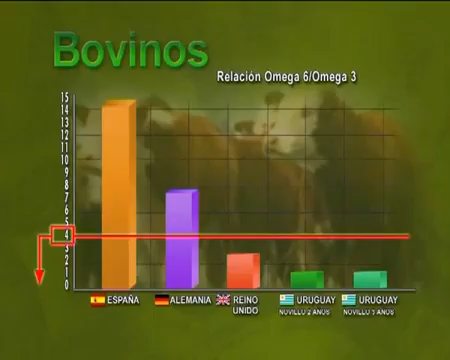 Bovinos
Relación Omega 6/Omega 3
15
14
13
12
11
10
9
8
7
6
5
4
3
2
1
0
ESPAÑA
ALEMANIA
REINO
UNIDO
URUGUAY
NOVILLO 2 AÑOS
URUGUAY
NOVILLO 3 AÑOS